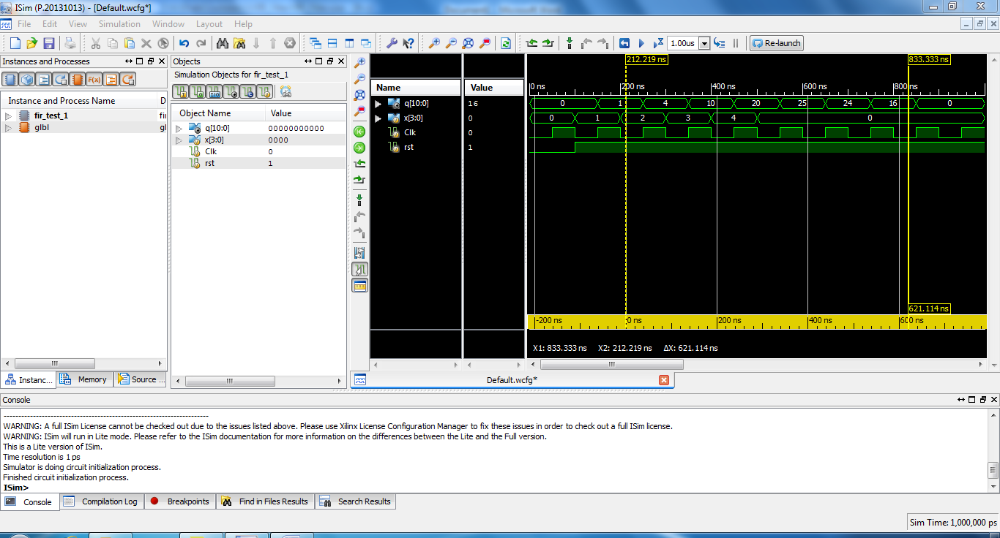 ISim (P.20131013) - [Default.wcfg*]
File Edit View Simulation Window Layout Help
1.00us Re-launch
Instances and Processes
Instance and Process Name D
fir_test_1 fi
glbl gl
Instanc... Memory Source ...
Objects
Simulation Objects for fir_test_1
Object Name Value
q[10:0] 00000000000
x[3:0] 0000
Clk 0
rst 1
Name Value
q[10:0] 16
x[3:0] 0
Clk 0
rst 1
212.219 ns 833.333 ns
0 ns 200 ns 400 ns 600 ns 800 ns
0 1 4 10 20 25 24 16 0
0 1 2 3 4 0
621.114 ns
-200 ns 0 ns 200 ns 400 ns 600 ns
X1: 833.333 ns X2: 212.219 ns ΔX: 621.114 ns
Default.wcfg*
Console
WARNING: A full ISim License cannot be checked out due to the issues listed above. Please use Xilinx License Configuration Manager to fix these issues in order to check out a full ISim license.
WARNING: ISim will run in Lite mode. Please refer to the ISim documentation for more information on the differences between the Lite and the Full version.
This is a Lite version of ISim.
Time resolution is 1 ps
Simulator is doing circuit initialization process.
Finished circuit initialization process.
ISim>
Console Compilation Log Breakpoints Find in Files Results Search Results
Sim Time: 1,000,000 ps